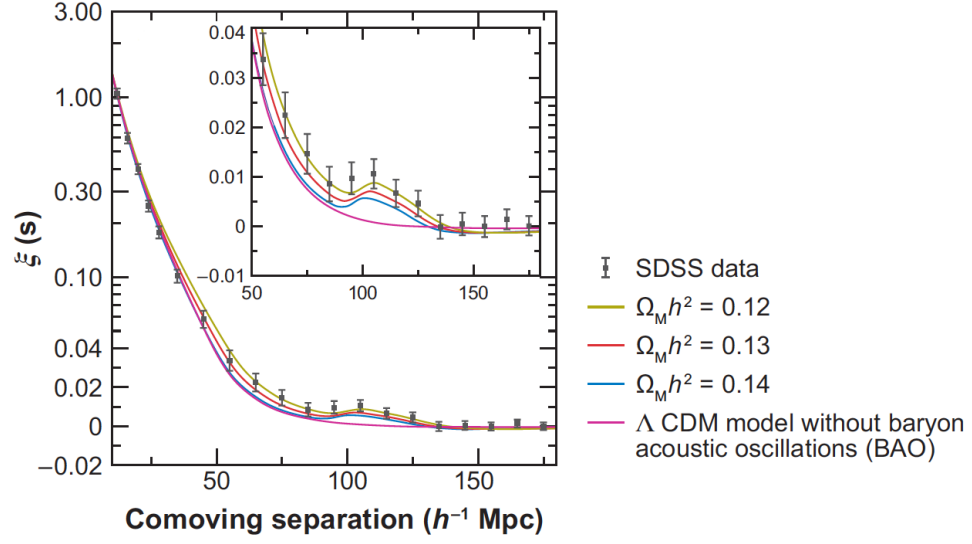 3.00
1.00
0.30
0.10
0.04
0.02
0
−0.02
ξ (s)
50
100
150
Comoving separation (h⁻¹ Mpc)
0.04
0.03
0.02
0.01
0
−0.01
50
100
150
SDSS data
Ω_M h² = 0.12
Ω_M h² = 0.13
Ω_M h² = 0.14
Λ CDM model without baryon
acoustic oscillations (BAO)